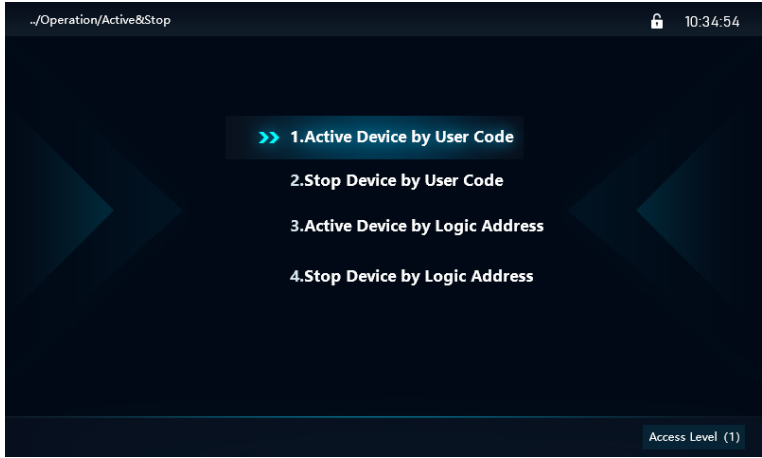 ../Operation/Active&Stop
10:34:54
1.Active Device by User Code
2.Stop Device by User Code
3.Active Device by Logic Address
4.Stop Device by Logic Address
Access Level (1)